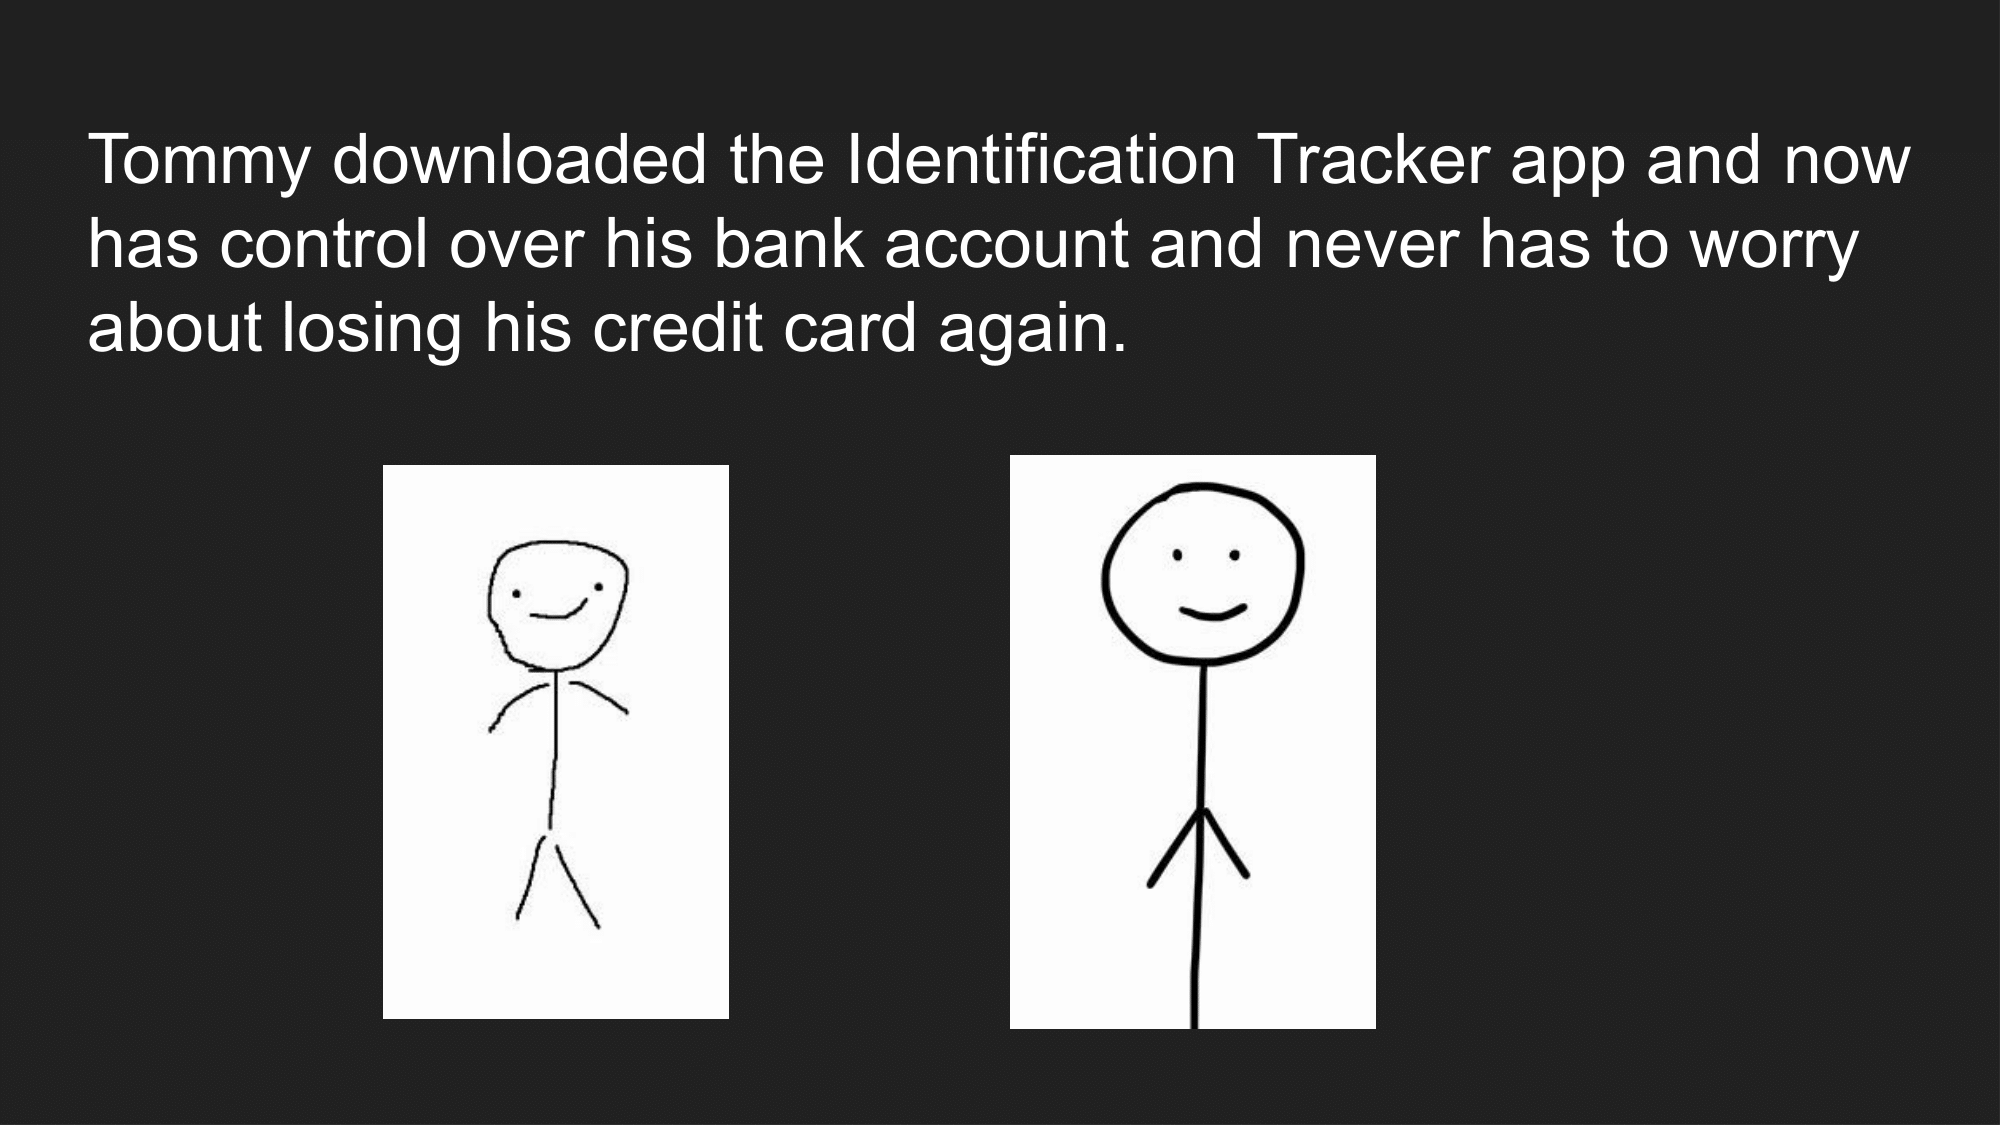 Tommy downloaded the Identification Tracker app and now
has control over his bank account and never has to worry
about losing his credit card again.